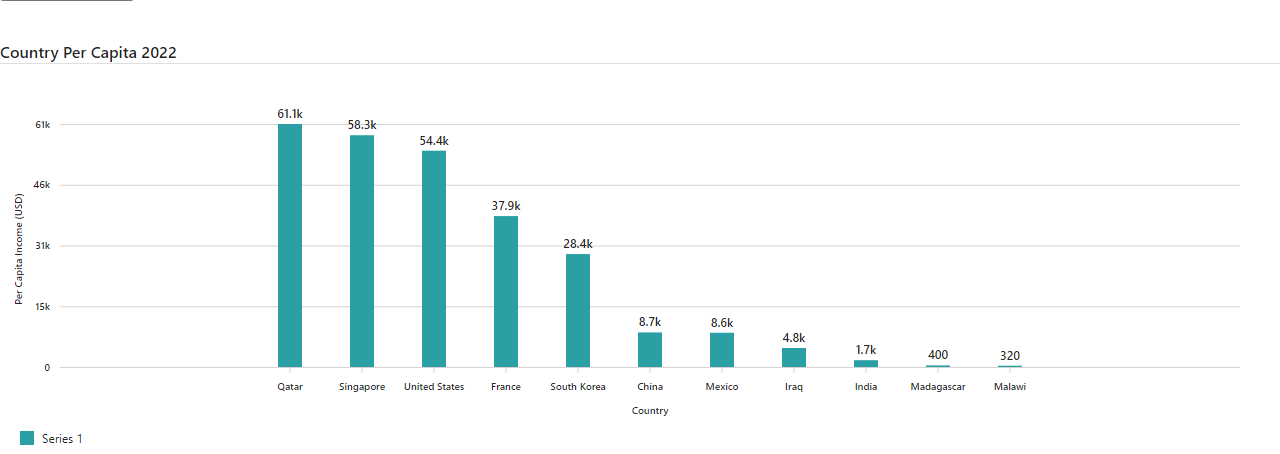 Country Per Capita 2022
61.1k
58.3k
54.4k
37.9k
28.4k
8.7k
8.6k
4.8k
1.7k
400
320
61k
46k
31k
15k
0
Per Capita Income (USD)
Qatar Singapore United States France South Korea China Mexico Iraq India Madagascar Malawi
Country
Series 1